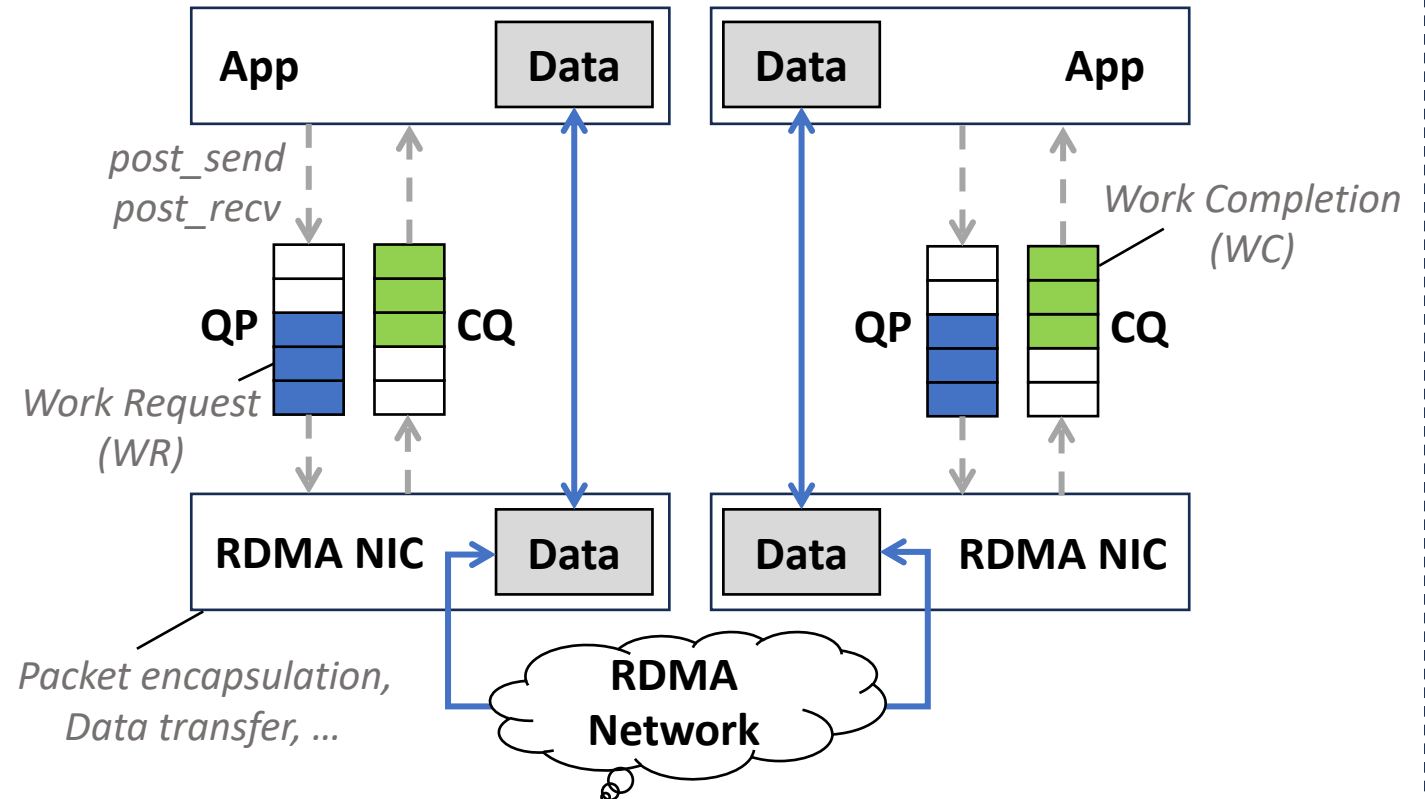 App
Data
Data
App
post_send
post_recv
Work Completion
(WC)
QP
CQ
QP
CQ
Work Request
(WR)
RDMA NIC
Data
Data
RDMA NIC
Packet encapsulation,
Data transfer, ...
RDMA
Network